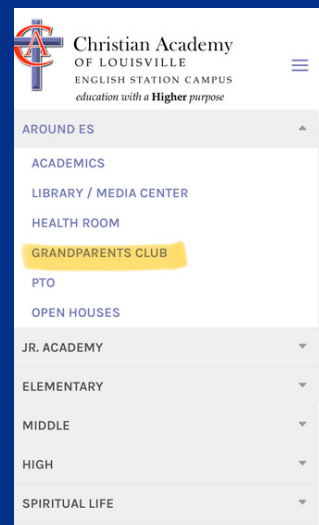 Christian Academy
OF LOUISVILLE
ENGLISH STATION CAMPUS
education with a Higher purpose
AROUND ES
ACADEMICS
LIBRARY / MEDIA CENTER
HEALTH ROOM
GRANDPARENTS CLUB
PTO
OPEN HOUSES
JR. ACADEMY
ELEMENTARY
MIDDLE
HIGH
SPIRITUAL LIFE